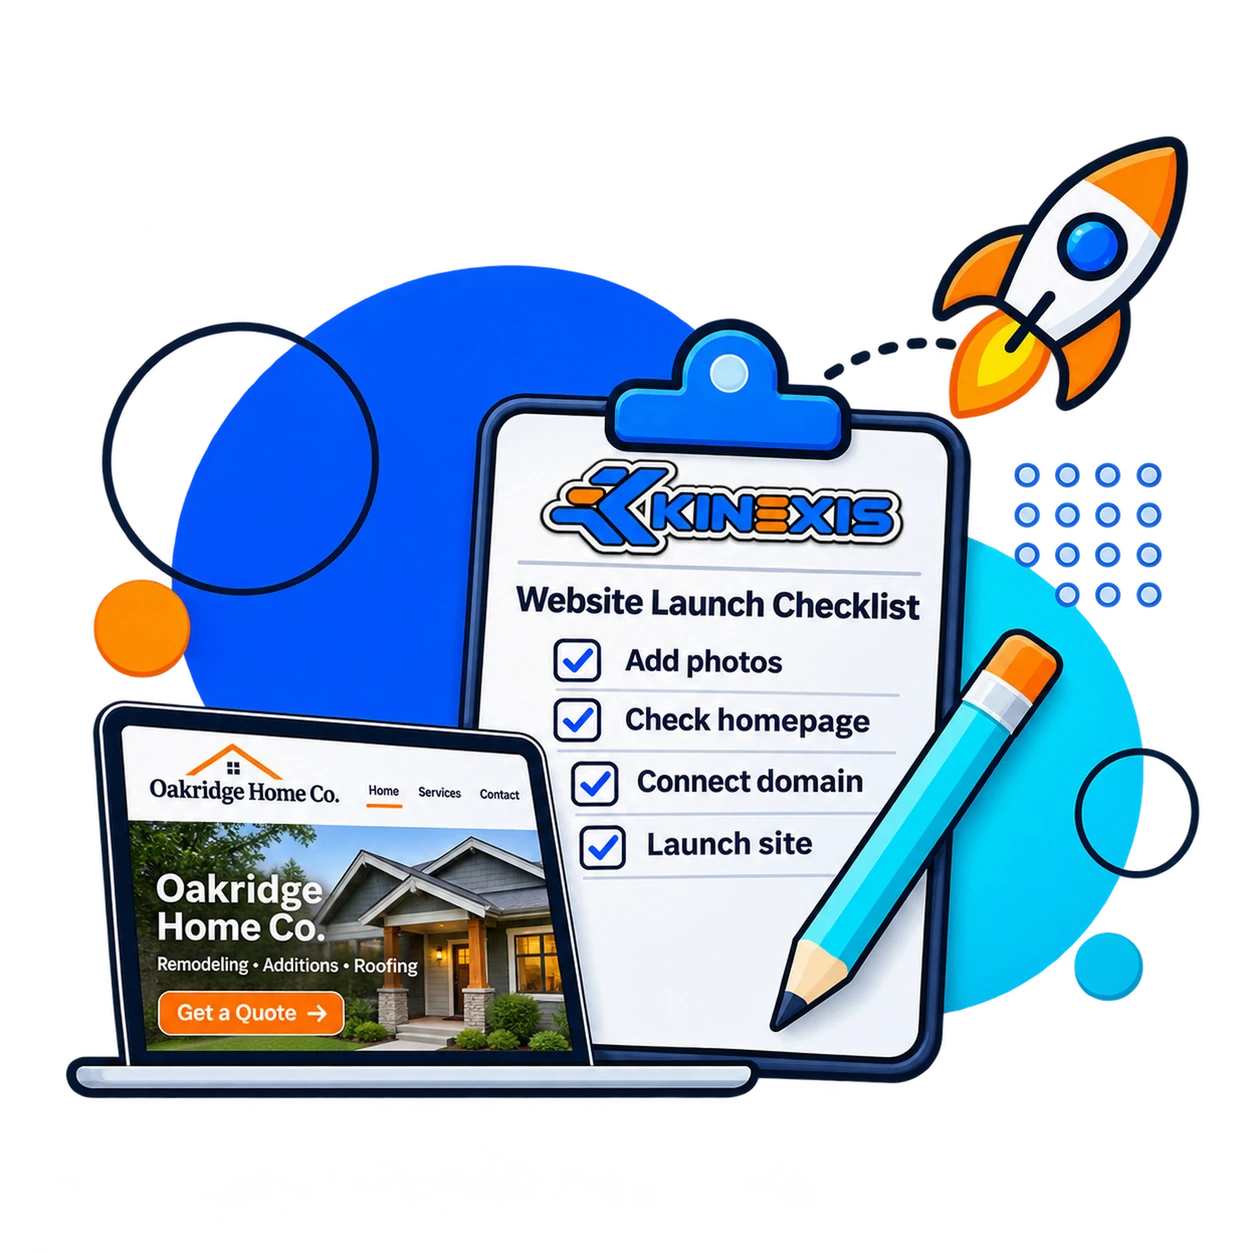 KINEXIS
Website Launch Checklist
Add photos
Check homepage
Connect domain
Launch site
Oakridge Home Co.
Home Services Contact
Oakridge
Home Co.
Remodeling • Additions • Roofing
Get a Quote →